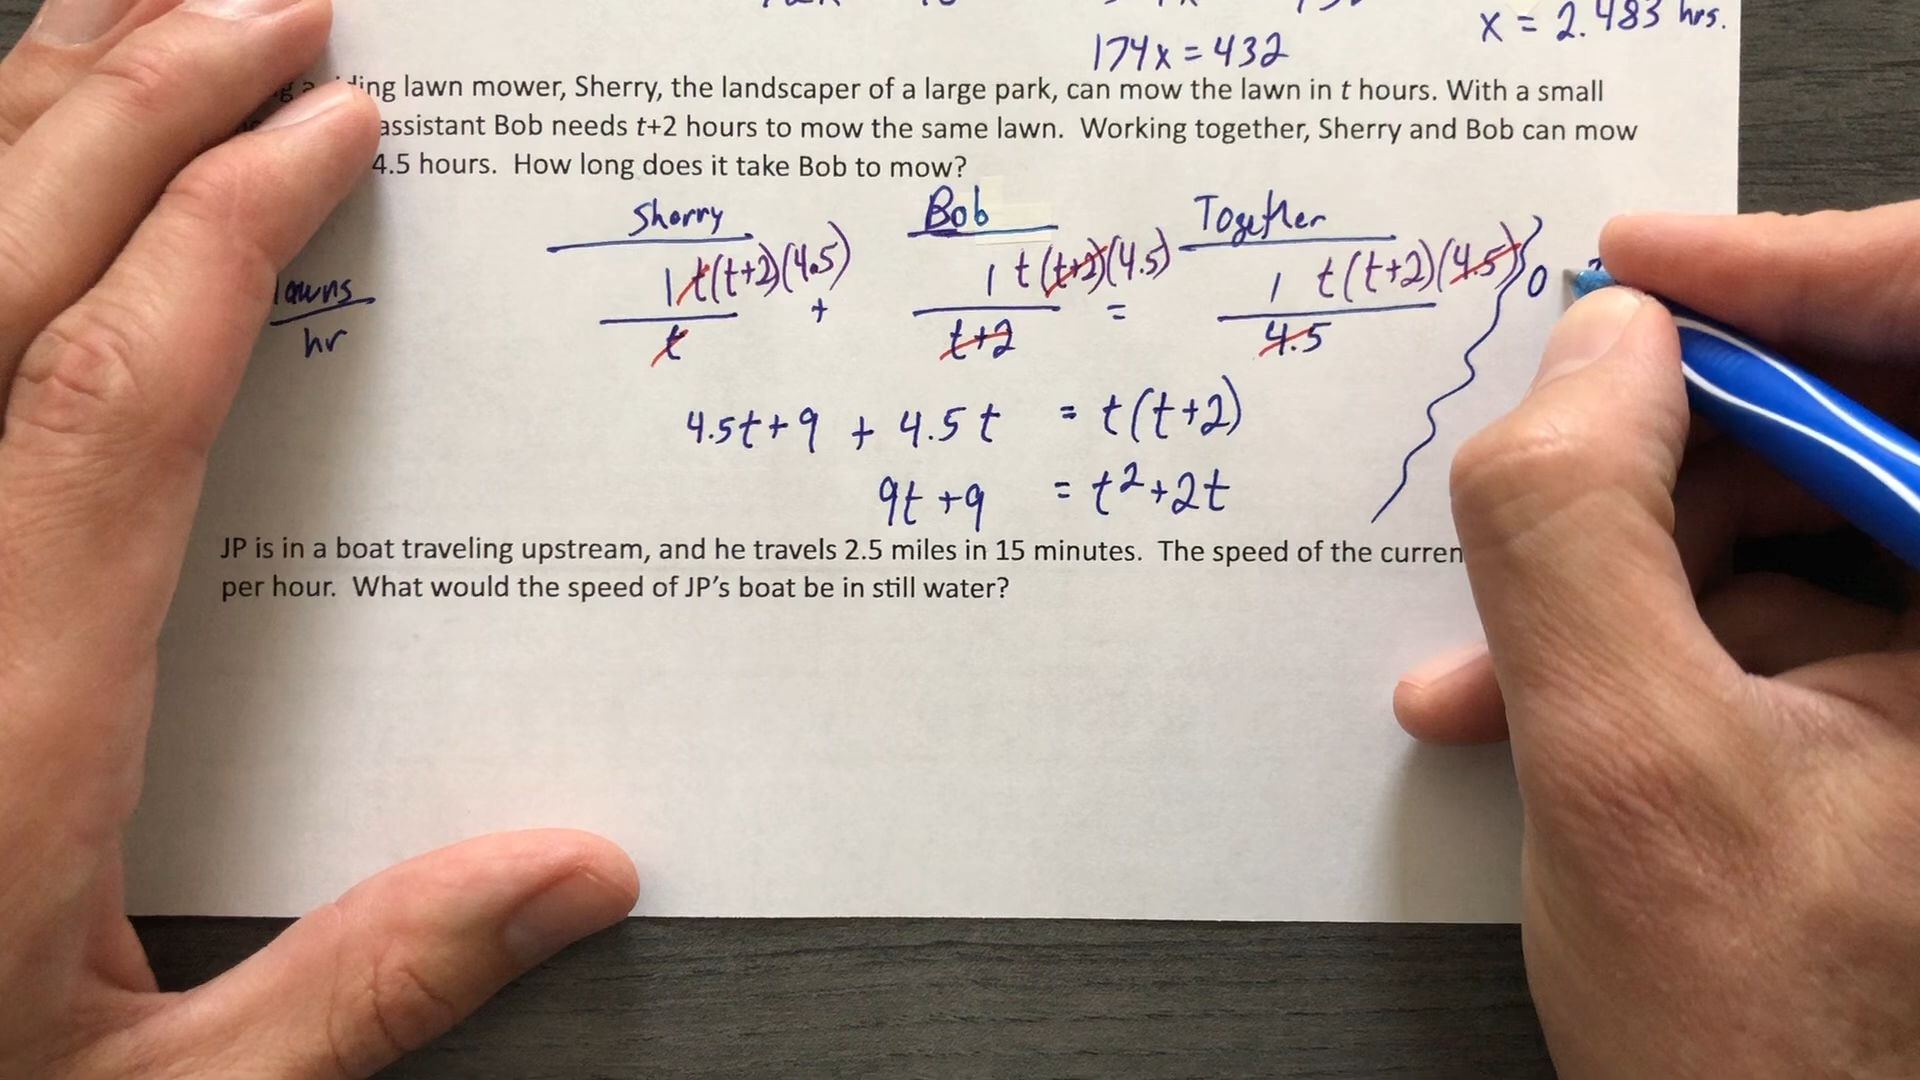 x = 2.483 hrs.
174x = 432
lawn mower, Sherry, the landscaper of a large park, can mow the lawn in t hours. With a small
assistant Bob needs t+2 hours to mow the same lawn. Working together, Sherry and Bob can mow
4.5 hours. How long does it take Bob to mow?
Sherry Bob Together
lawns 1 t(t+2)(4.5) + 1 t(t+2)(4.5) = 1 t(t+2)(4.5) 0
hr t t+2 4.5
4.5t+9 + 4.5t = t(t+2)
9t+9 = t²+2t
JP is in a boat traveling upstream, and he travels 2.5 miles in 15 minutes. The speed of the curren
per hour. What would the speed of JP's boat be in still water?